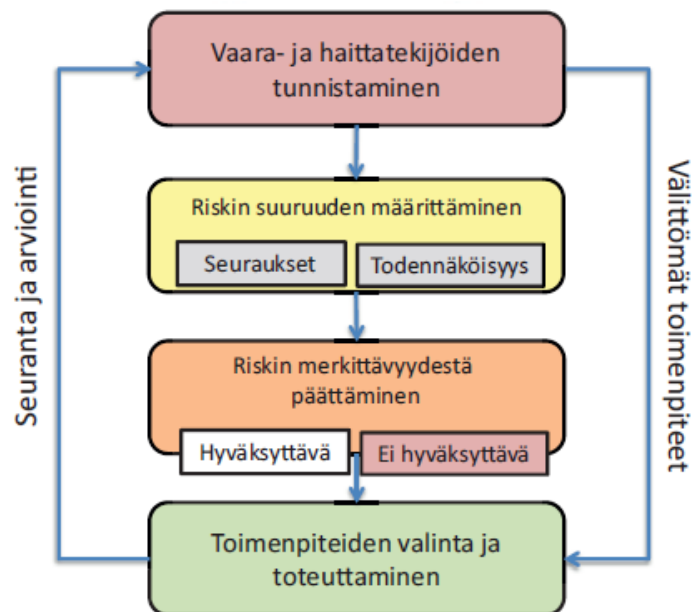 Vaara- ja haittatekijöiden
tunnistaminen
Riskin suuruuden määrittäminen
Seuraukset
Todennäköisyys
Riskin merkittävyydestä
päättäminen
Hyväksyttävä
Ei hyväksyttävä
Toimenpiteiden valinta ja
toteuttaminen
Seuranta ja arviointi
Välittömät toimenpiteet